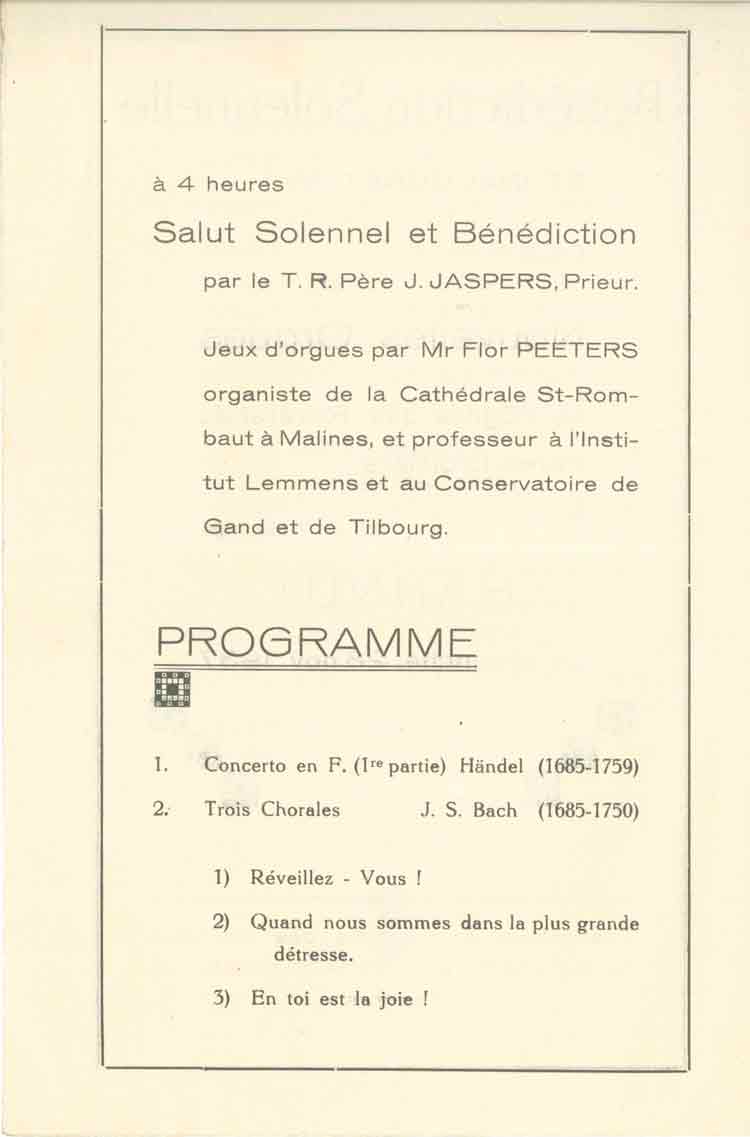 à 4 heures
Salut Solennel et Bénédiction
par le T. R. Père J. JASPERS, Prieur.
Jeux d'orgues par Mr Flor PEETERS
organiste de la Cathédrale St-Rom-
baut à Malines, et professeur à l'Insti-
tut Lemmens et au Conservatoire de
Gand et de Tilbourg.
PROGRAMME
1. Concerto en F. (1re partie) Händel (1685-1759)
2. Trois Chorales J. S. Bach (1685-1750)
1) Réveillez - Vous !
2) Quand nous sommes dans la plus grande
détresse.
3) En toi est la joie !